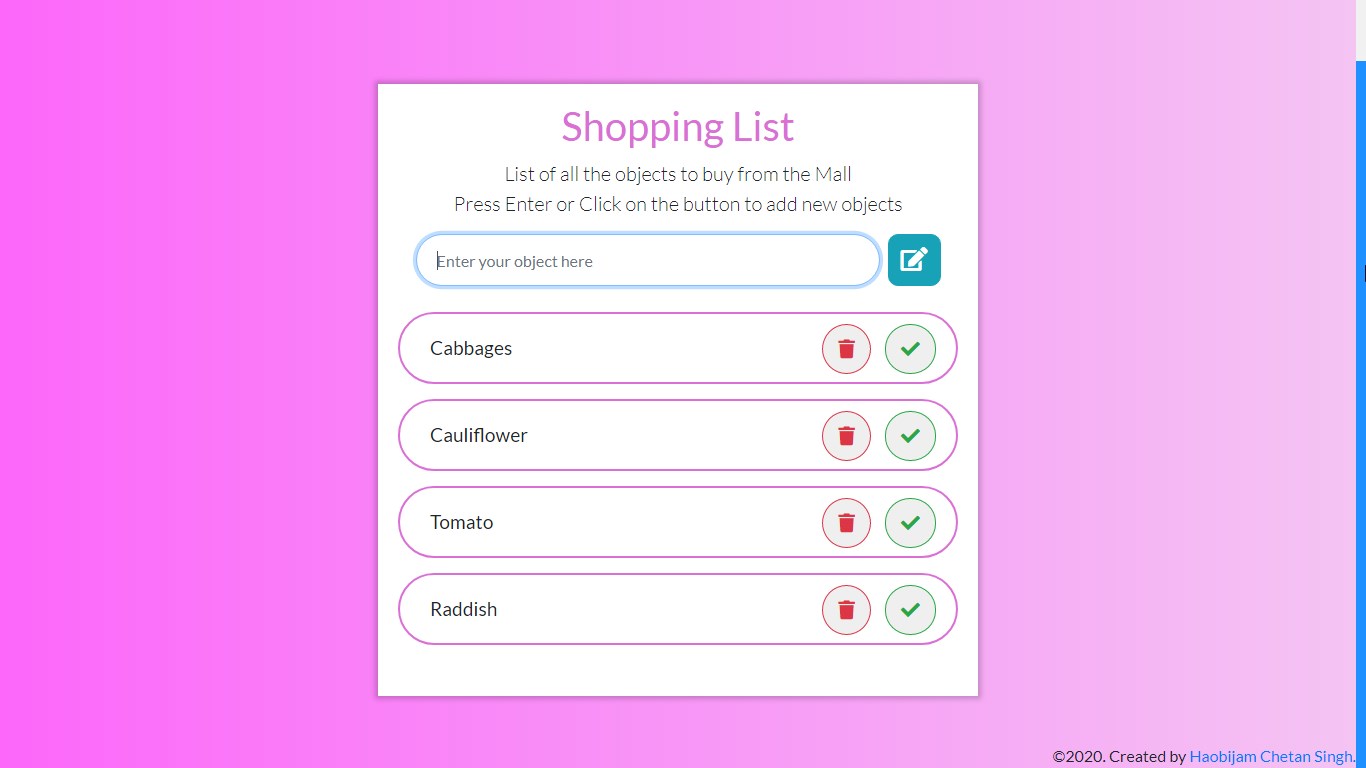 Shopping List
List of all the objects to buy from the Mall
Press Enter or Click on the button to add new objects
Enter your object here
Cabbages
Cauliflower
Tomato
Raddish
©2020. Created by Haobijam Chetan Singh.